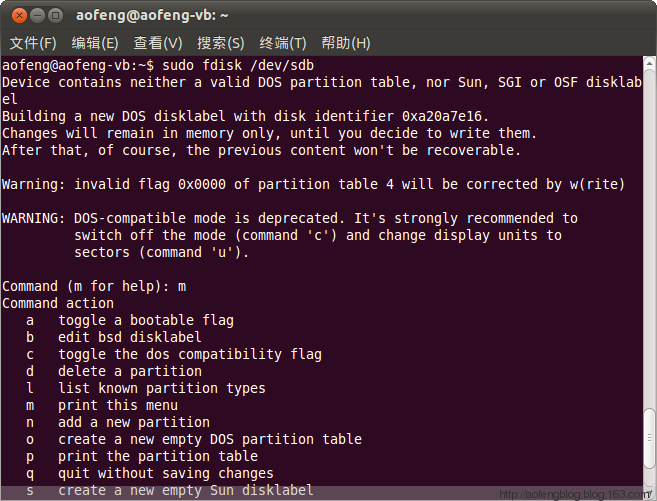 aofeng@aofeng-vb: ~
文件(F) 编辑(E) 查看(V) 搜索(S) 终端(T) 帮助(H)
aofeng@aofeng-vb:~$ sudo fdisk /dev/sdb
Device contains neither a valid DOS partition table, nor Sun, SGI or OSF disklab
el
Building a new DOS disklabel with disk identifier 0xa20a7e16.
Changes will remain in memory only, until you decide to write them.
After that, of course, the previous content won't be recoverable.
Warning: invalid flag 0x0000 of partition table 4 will be corrected by w(rite)
WARNING: DOS-compatible mode is deprecated. It's strongly recommended to
switch off the mode (command 'c') and change display units to
sectors (command 'u').
Command (m for help): m
Command action
a toggle a bootable flag
b edit bsd disklabel
c toggle the dos compatibility flag
d delete a partition
l list known partition types
m print this menu
n add a new partition
o create a new empty DOS partition table
p print the partition table
q quit without saving changes
s create a new empty Sun disklabel
http://aofengblog.blog.163.com